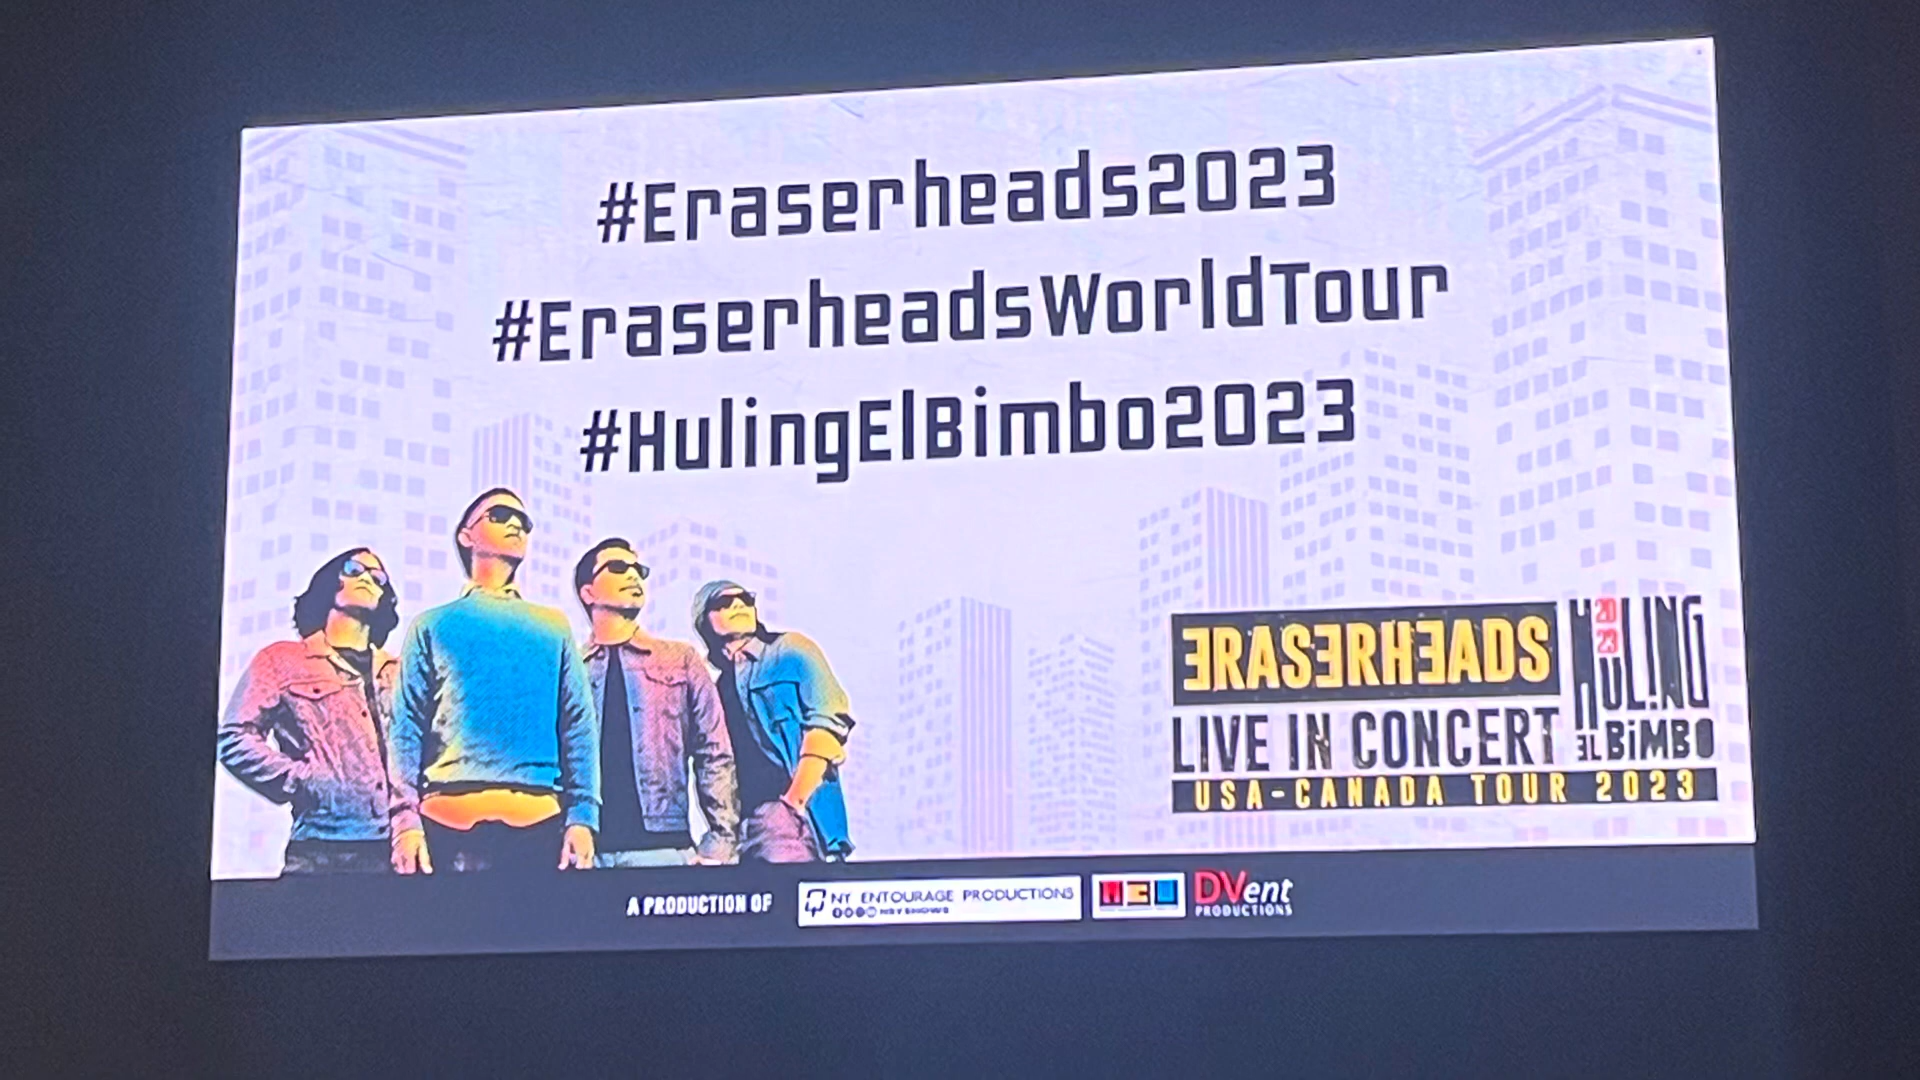 #Eraserheads2023
#EraserheadsWorldTour
#HulingElBimbo2023
ERASERHEADS
LIVE IN CONCERT
2023
HULING
EL BiMBO
USA-CANADA TOUR 2023
A PRODUCTION OF
NY ENTOURAGE PRODUCTIONS
DVent
PRODUCTIONS